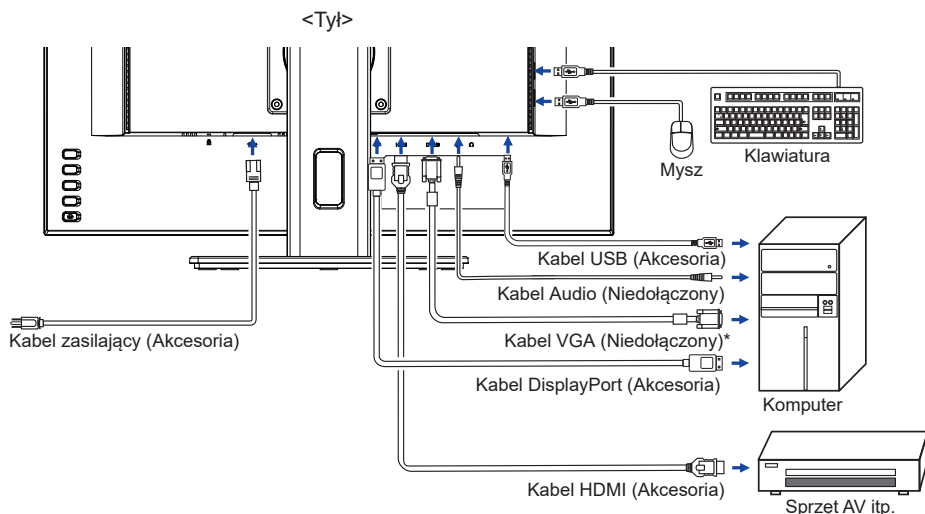 <Tył>
Klawiatura
Mysz
Kabel USB (Akcesoria)
Kabel Audio (Niedołączony)
Kabel zasilający (Akcesoria)
Kabel VGA (Niedołączony)*
Kabel DisplayPort (Akcesoria)
Komputer
Kabel HDMI (Akcesoria)
Sprzęt AV itp.